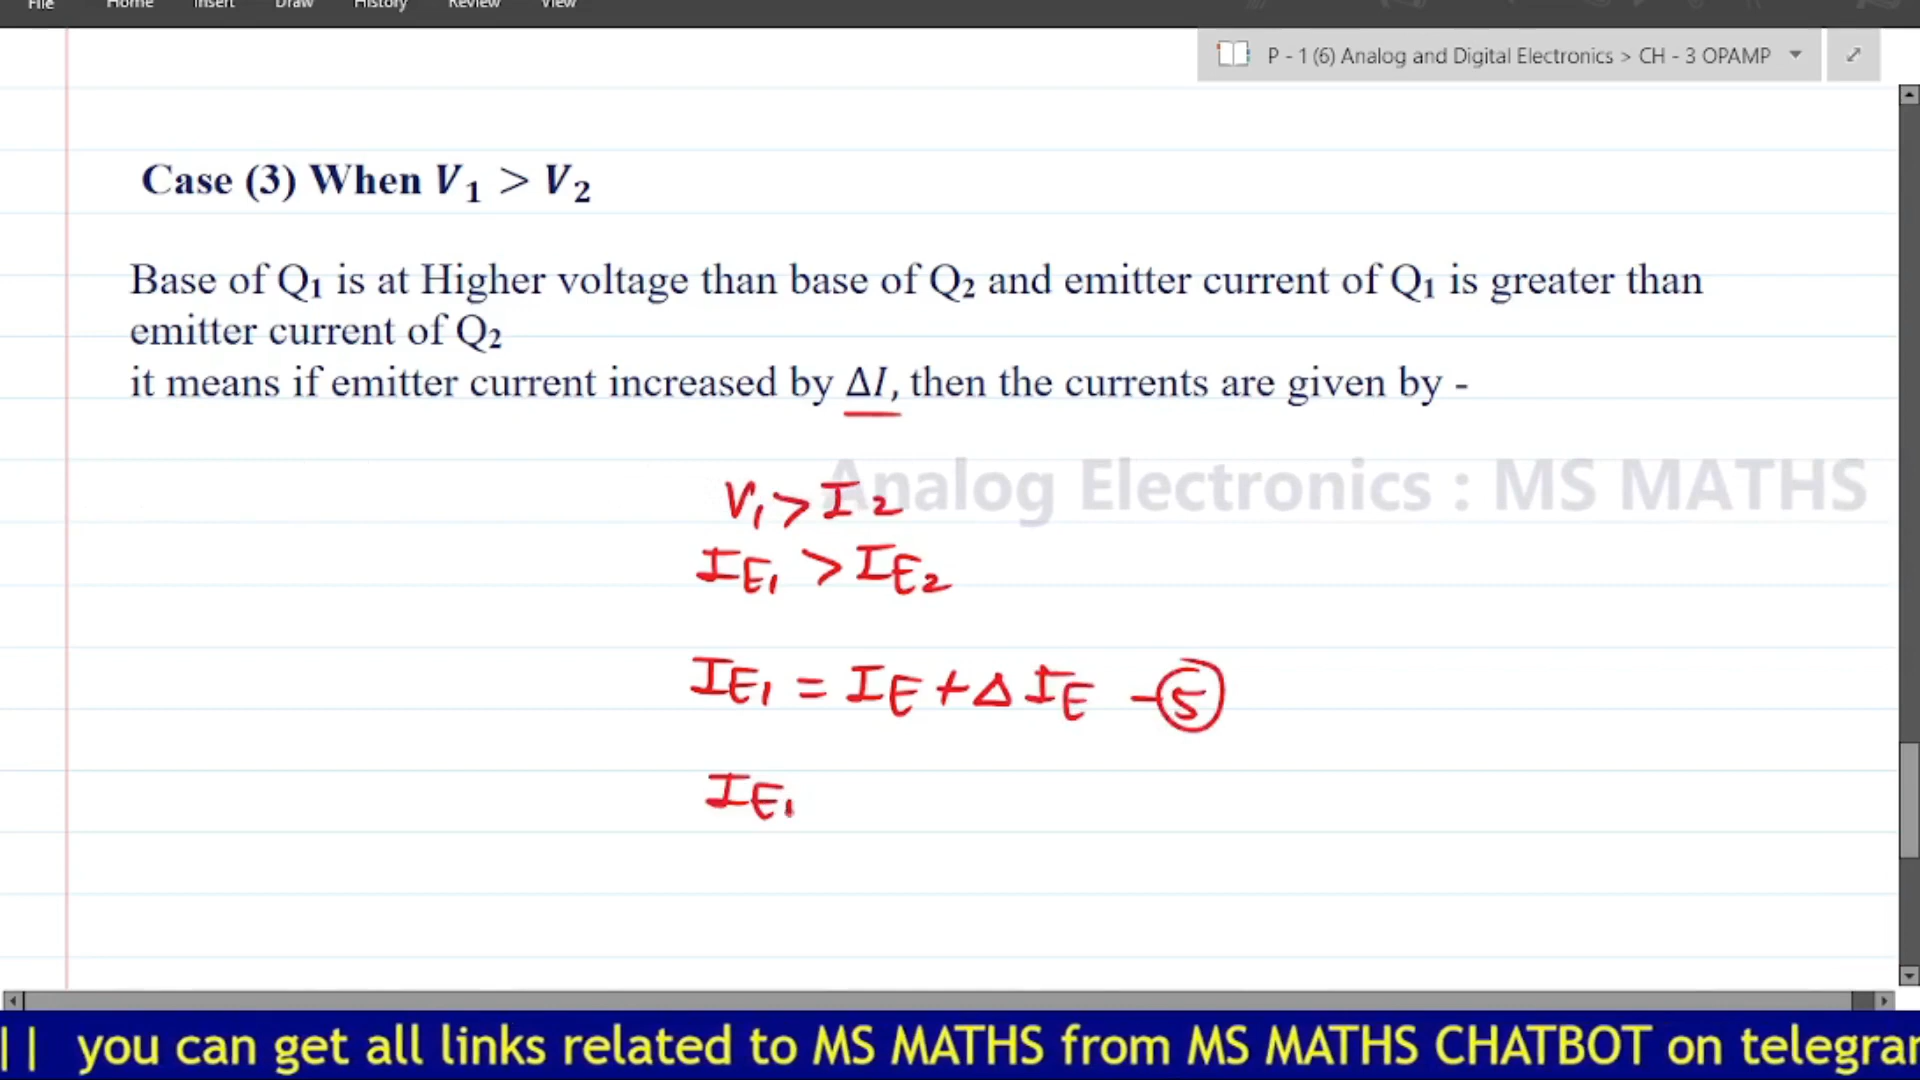 File Home Insert Draw History Review View
P - 1 (6) Analog and Digital Electronics > CH - 3 OPAMP
Case (3) When V₁ > V₂
Base of Q₁ is at Higher voltage than base of Q₂ and emitter current of Q₁ is greater than
emitter current of Q₂
it means if emitter current increased by ΔI, then the currents are given by -
Analog Electronics : MS MATHS
V₁ > I₂
IE₁ > IE₂
IE₁ = IE + Δ IE - ⑤
IE₁
|| you can get all links related to MS MATHS from MS MATHS CHATBOT on telegram